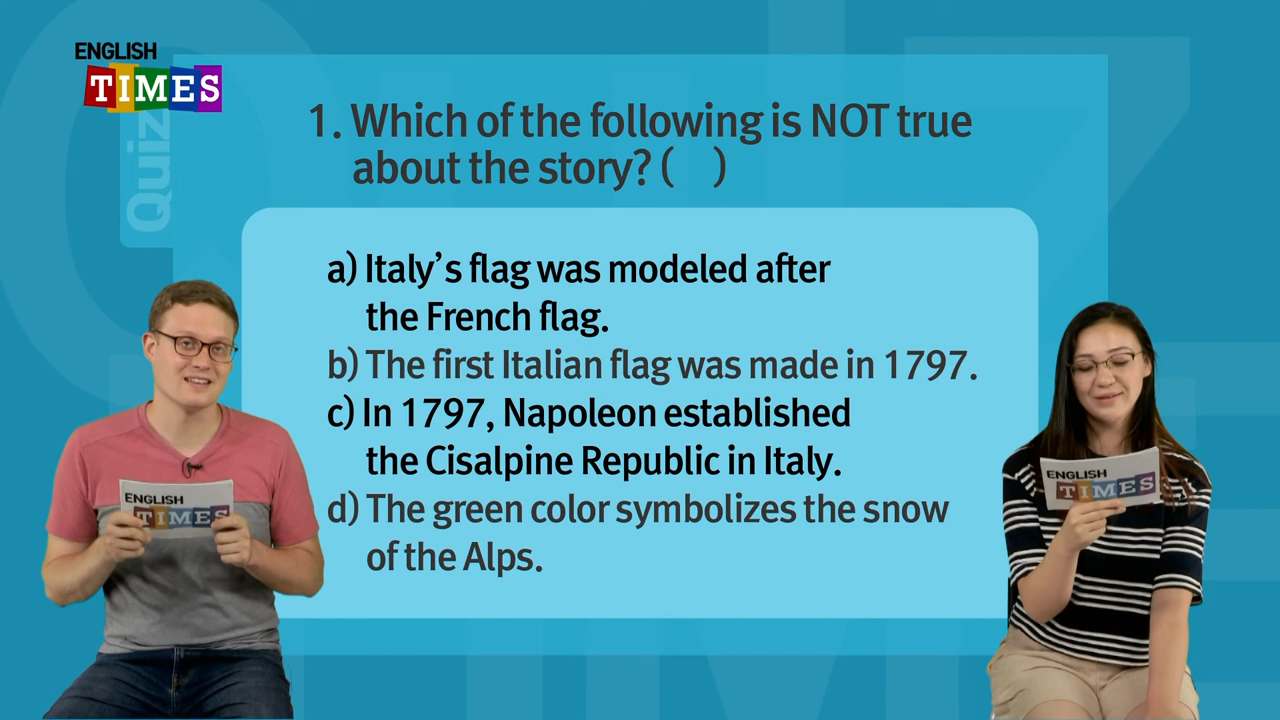 ENGLISH
TIMES
Quiz
1. Which of the following is NOT true
about the story? ( )
a) Italy's flag was modeled after
the French flag.
b) The first Italian flag was made in 1797.
c) In 1797, Napoleon established
the Cisalpine Republic in Italy.
d) The green color symbolizes the snow
of the Alps.
ENGLISH
TIMES
ENGLISH
TIMES